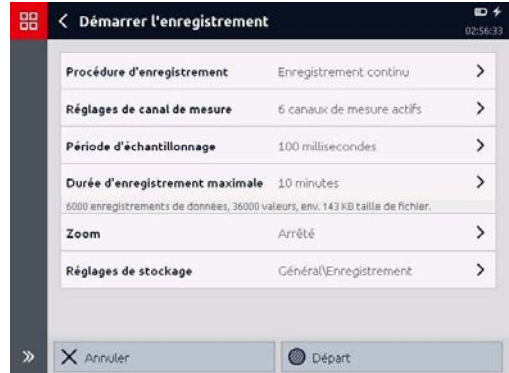 Démarrer l'enregistrement
02:56:33
Procédure d'enregistrement Enregistrement continu
Réglages de canal de mesure 6 canaux de mesure actifs
Période d'échantillonnage 100 millisecondes
Durée d'enregistrement maximale 10 minutes
6000 enregistrements de données, 36000 valeurs, env. 143 KB taille de fichier.
Zoom Arrêté
Réglages de stockage Général\Enregistrement
Annuler Départ